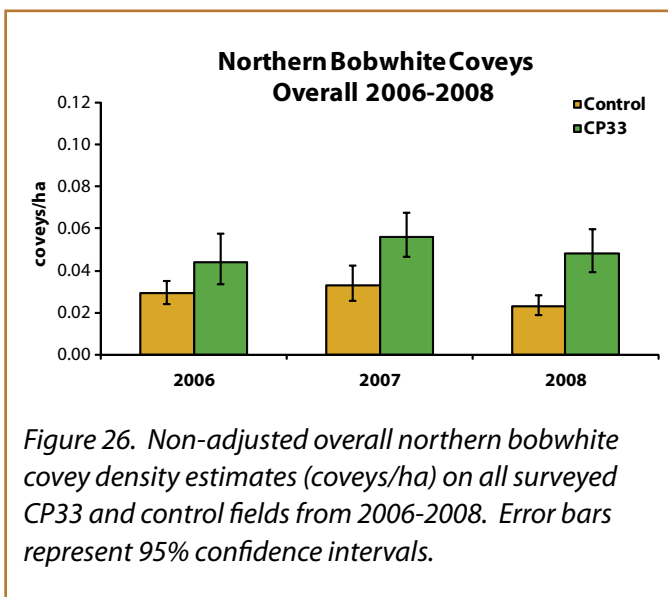 Northern Bobwhite Coveys
Overall 2006-2008
Control
CP33
0.12
0.10
0.08
0.06
0.04
0.02
0.00
coveys/ha
2006 2007 2008
Figure 26. Non-adjusted overall northern bobwhite
covey density estimates (coveys/ha) on all surveyed
CP33 and control fields from 2006-2008. Error bars
represent 95% confidence intervals.